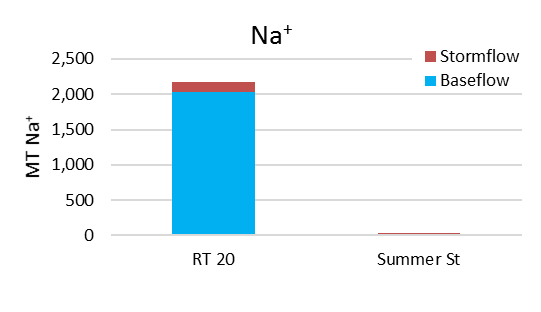 Na⁺
Stormflow
Baseflow
MT Na⁺
2,500
2,000
1,500
1,000
500
0
RT 20
Summer St